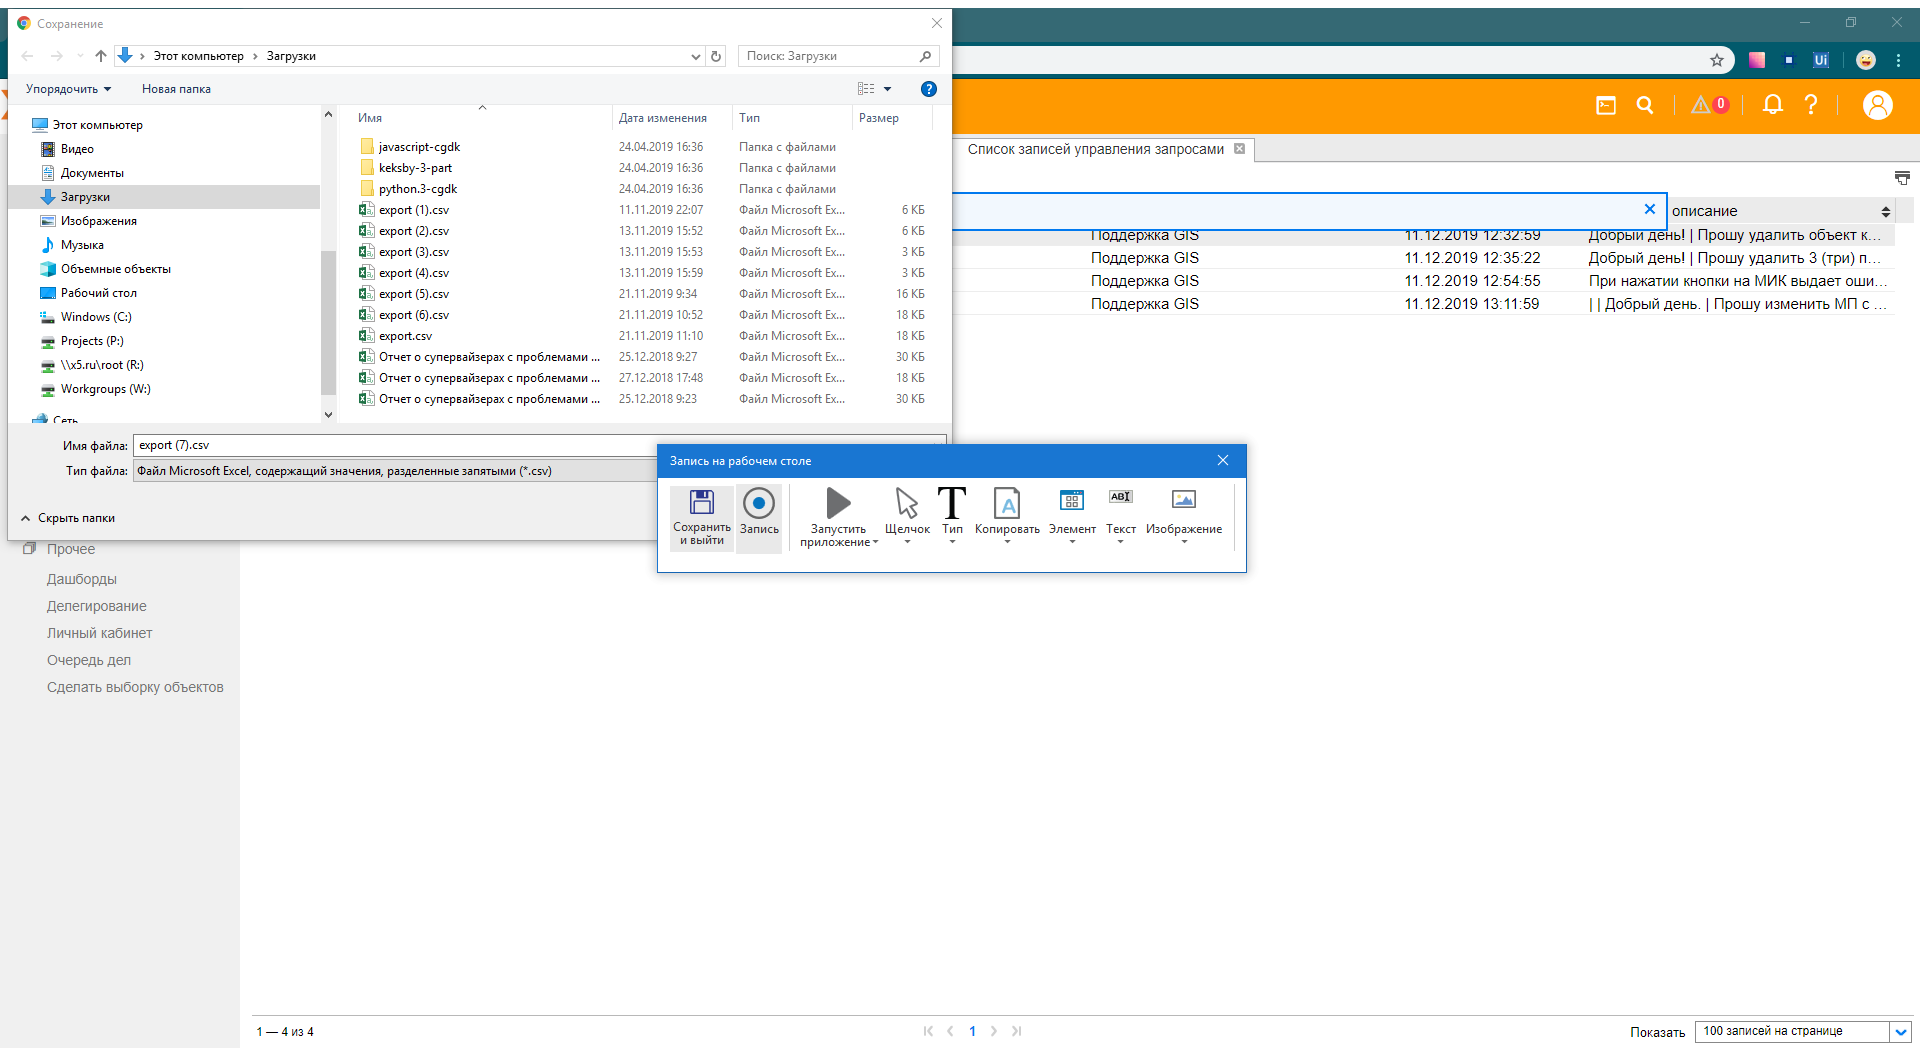 Сохранение
Этот компьютер
Загрузки
Поиск: Загрузки
Ui
Упорядочить
Новая папка
?
0
?
Этот компьютер
Видео
Документы
Загрузки
Изображения
Музыка
Объемные объекты
Рабочий стол
Windows (C:)
Projects (P:)
\\x5.ru\root (R:)
Workgroups (W:)
Сеть
Имя Дата изменения Тип Размер
javascript-cgdk 24.04.2019 16:36 Папка с файлами
keksby-3-part 24.04.2019 16:36 Папка с файлами
python.3-cgdk 24.04.2019 16:36 Папка с файлами
export (1).csv 11.11.2019 22:07 Файл Microsoft Ex... 6 КБ
export (2).csv 13.11.2019 15:52 Файл Microsoft Ex... 6 КБ
export (3).csv 13.11.2019 15:53 Файл Microsoft Ex... 3 КБ
export (4).csv 13.11.2019 15:59 Файл Microsoft Ex... 3 КБ
export (5).csv 21.11.2019 9:34 Файл Microsoft Ex... 16 КБ
export (6).csv 21.11.2019 10:52 Файл Microsoft Ex... 18 КБ
export.csv 21.11.2019 11:10 Файл Microsoft Ex... 18 КБ
Отчет о супервайзерах с проблемами ... 25.12.2018 9:27 Файл Microsoft Ex... 30 КБ
Отчет о супервайзерах с проблемами ... 27.12.2018 17:48 Файл Microsoft Ex... 18 КБ
Отчет о супервайзерах с проблемами ... 25.12.2018 9:23 Файл Microsoft Ex... 30 КБ
Имя файла: export (7).csv
Тип файла: Файл Microsoft Excel, содержащий значения, разделенные запятыми (*.csv)
Скрыть папки
Список записей управления запросами
описание
Поддержка GIS 11.12.2019 12:32:59 Добрый день! | Прошу удалить объект к...
Поддержка GIS 11.12.2019 12:35:22 Добрый день! | Прошу удалить 3 (три) п...
Поддержка GIS 11.12.2019 12:54:55 При нажатии кнопки на МИК выдает оши...
Поддержка GIS 11.12.2019 13:11:59 | | Добрый день. | Прошу изменить МП с ...
Запись на рабочем столе
Сохранить
и выйти
Запись
Запустить
приложение
Щелчок
T
Тип
A
Копировать
Элемент
ABI
Текст
Изображение
Прочее
Дашборды
Делегирование
Личный кабинет
Очередь дел
Сделать выборку объектов
1 — 4 из 4
1
Показать
100 записей на странице